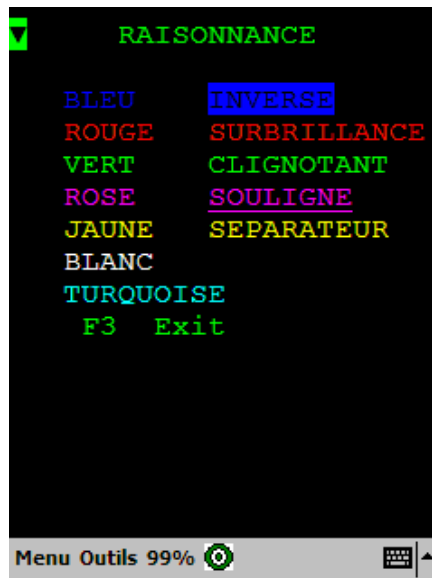 RAISONNANCE
BLEU INVERSE
ROUGE SURBRILLANCE
VERT CLIGNOTANT
ROSE SOULIGNE
JAUNE SEPARATEUR
BLANC
TURQUOISE
F3 Exit
Menu Outils 99%